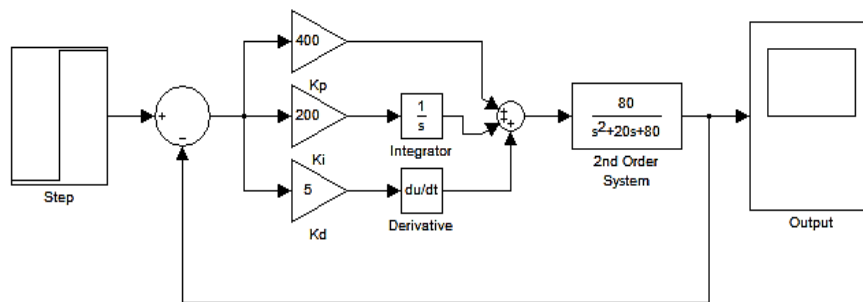 Step
+
−
400
Kp
200
Ki
5
Kd
1
s
Integrator
du/dt
Derivative
+
+
+
80
s²+20s+80
2nd Order
System
Output